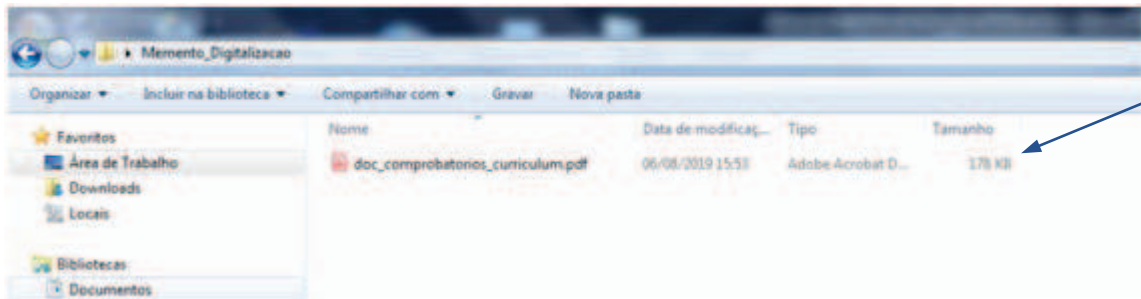 Memento_Digitalizacao
Organizar Incluir na biblioteca Compartilhar com Gravar Nova pasta
Favoritos
Área de Trabalho
Downloads
Locais
Bibliotecas
Documentos
Nome Data de modificaç... Tipo Tamanho
doc_comprobatorios_curriculum.pdf 06/08/2019 15:53 Adobe Acrobat D... 178 KB